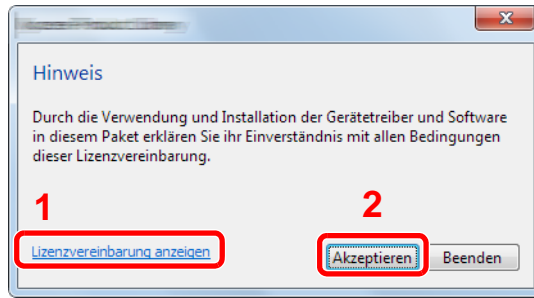 Hinweis
Durch die Verwendung und Installation der Gerätetreiber und Software
in diesem Paket erklären Sie ihr Einverständnis mit allen Bedingungen
dieser Lizenzvereinbarung.
1
2
Lizenzvereinbarung anzeigen
Akzeptieren
Beenden